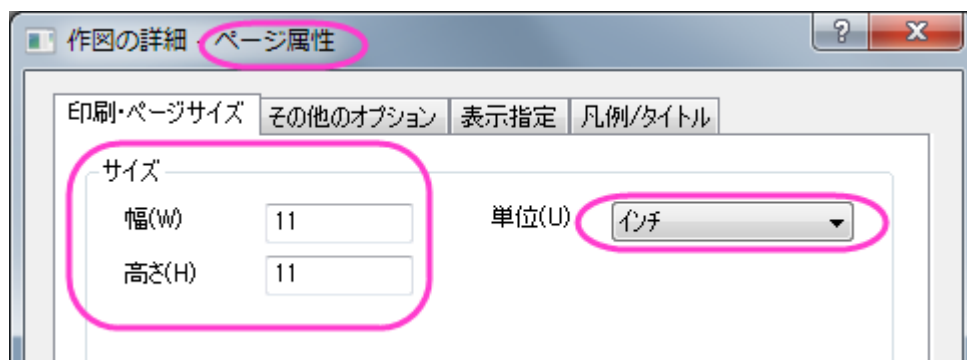 作図の詳細 - ページ属性
印刷・ページサイズ その他のオプション 表示指定 凡例/タイトル
サイズ
幅(W) 11 単位(U) インチ
高さ(H) 11